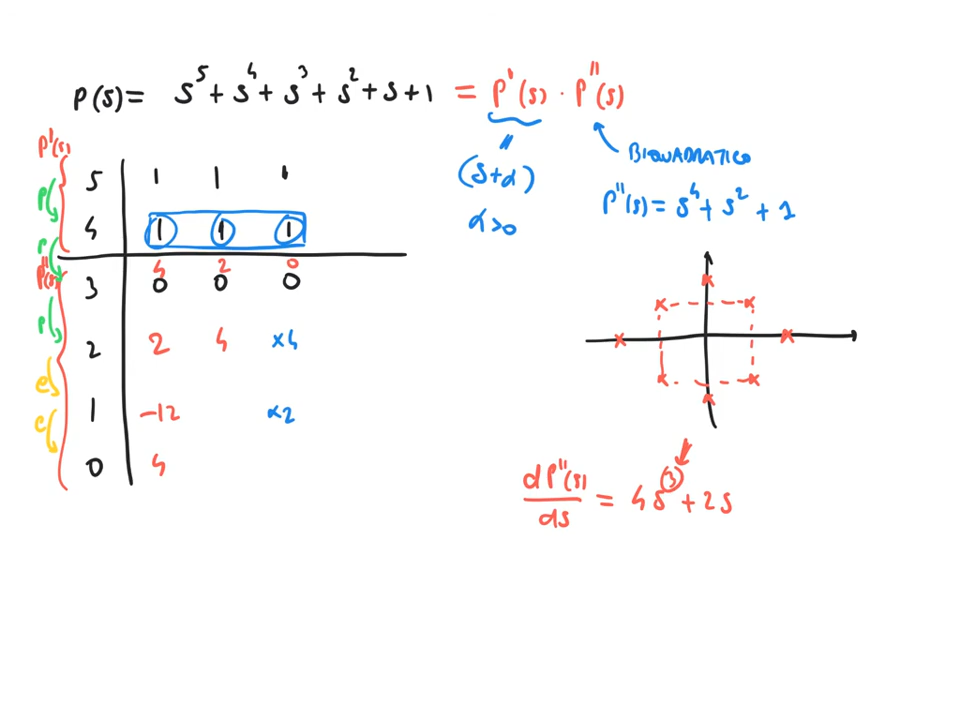 P(s) = s⁵ + s⁴ + s³ + s² + s + 1 = P'(s) · P''(s)
(s+α)
α>0
BIQUADRATICO
P''(s) = s⁴ + s² + 1
P'(s)
5 1 1 1
P
4 1 1 1
P
4 2 0
P''(s)
3 0 0 0
P
2 2 4 ×4
e
1 -12 ×2
e
0 4
dP''(s)/ds = 4s³ + 2s